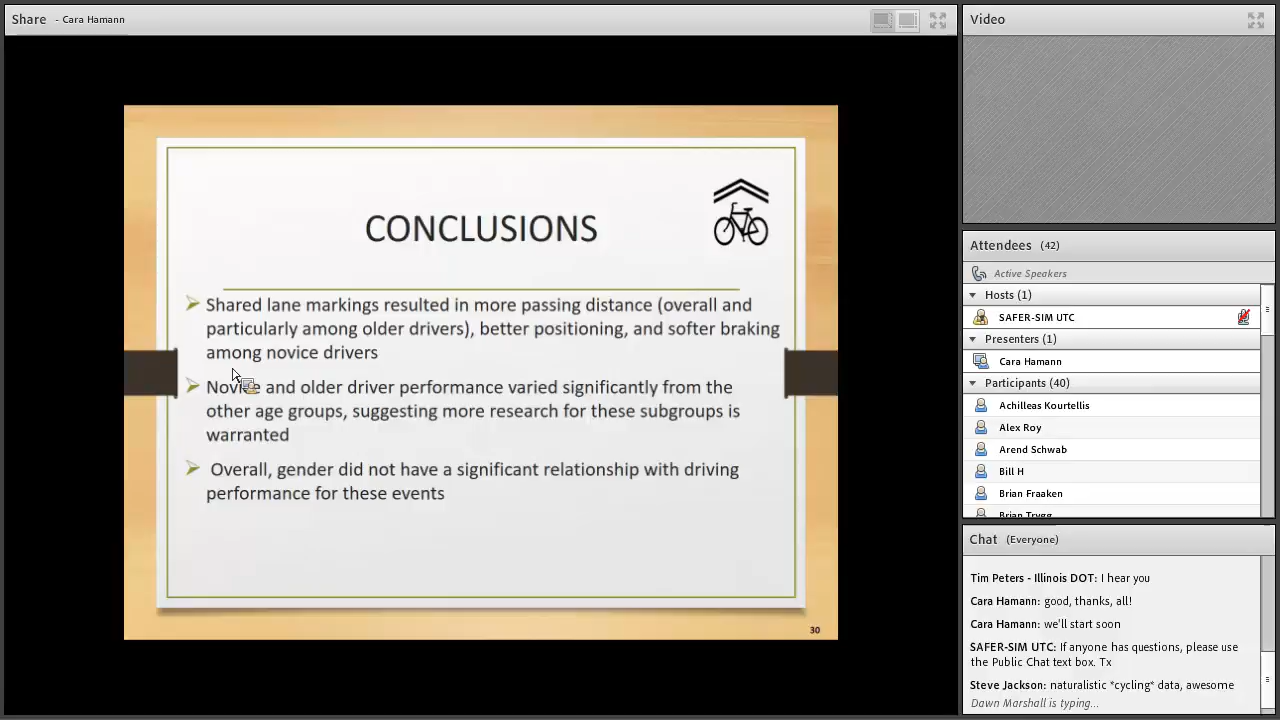 Share - Cara Hamann
CONCLUSIONS
Shared lane markings resulted in more passing distance (overall and
particularly among older drivers), better positioning, and softer braking
among novice drivers
Novice and older driver performance varied significantly from the
other age groups, suggesting more research for these subgroups is
warranted
Overall, gender did not have a significant relationship with driving
performance for these events
30
Video
Attendees (42)
Active Speakers
Hosts (1)
SAFER-SIM UTC
Presenters (1)
Cara Hamann
Participants (40)
Achilleas Kourtellis
Alex Roy
Arend Schwab
Bill H
Brian Fraaken
Brian Trygg
Chat (Everyone)
Tim Peters - Illinois DOT: I hear you
Cara Hamann: good, thanks, all!
Cara Hamann: we'll start soon
SAFER-SIM UTC: If anyone has questions, please use
the Public Chat text box. Tx
Steve Jackson: naturalistic *cycling* data, awesome
Dawn Marshall is typing...